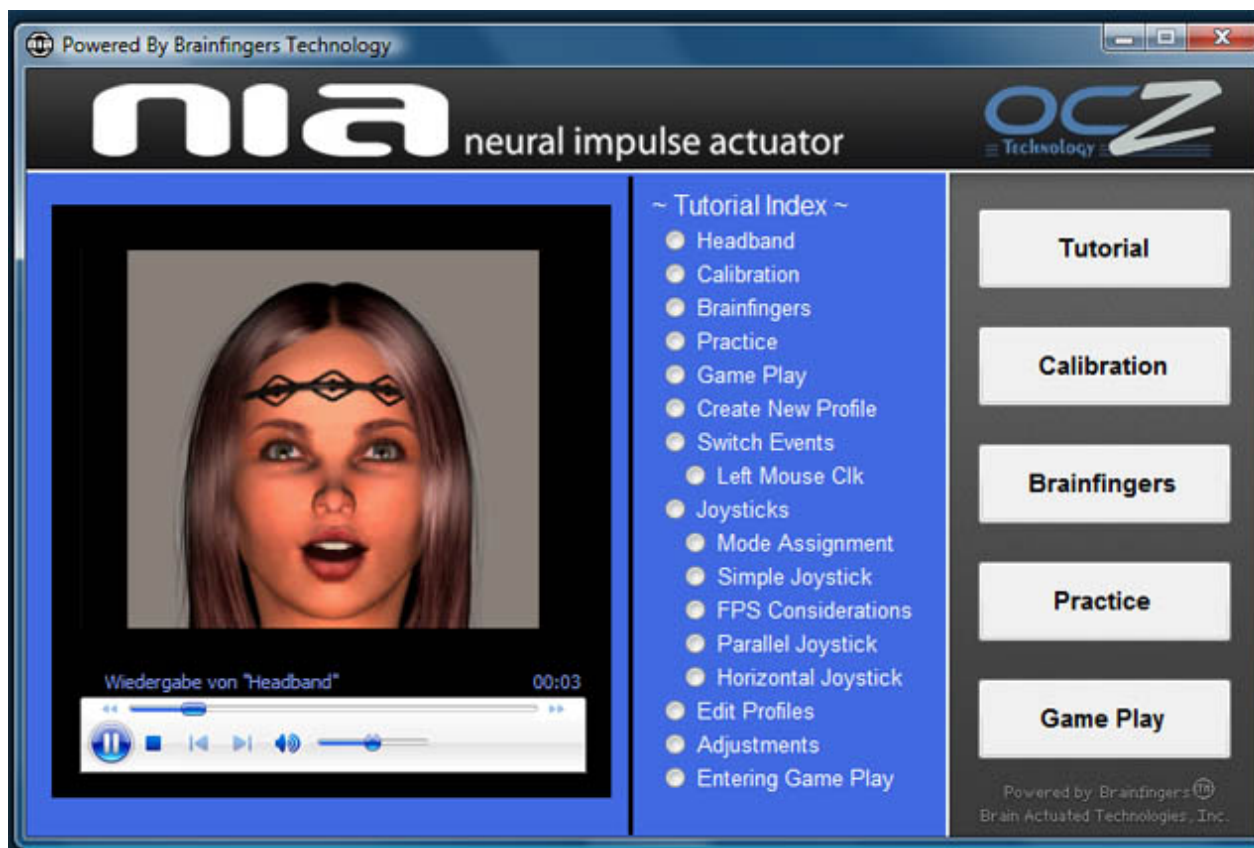 Powered By Brainfingers Technology
nia neural impulse actuator
OCZ
Technology
Wiedergabe von "Headband" 00:03
~ Tutorial Index ~
Headband
Calibration
Brainfingers
Practice
Game Play
Create New Profile
Switch Events
Left Mouse Clk
Joysticks
Mode Assignment
Simple Joystick
FPS Considerations
Parallel Joystick
Horizontal Joystick
Edit Profiles
Adjustments
Entering Game Play
Tutorial
Calibration
Brainfingers
Practice
Game Play
Powered by Brainfingers TM
Brain Actuated Technologies, Inc.